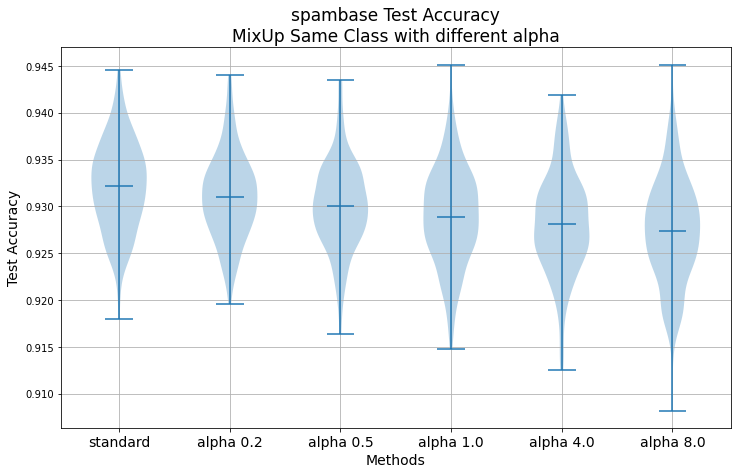 spambase Test Accuracy
MixUp Same Class with different alpha
Test Accuracy
0.945
0.940
0.935
0.930
0.925
0.920
0.915
0.910
standard alpha 0.2 alpha 0.5 alpha 1.0 alpha 4.0 alpha 8.0
Methods